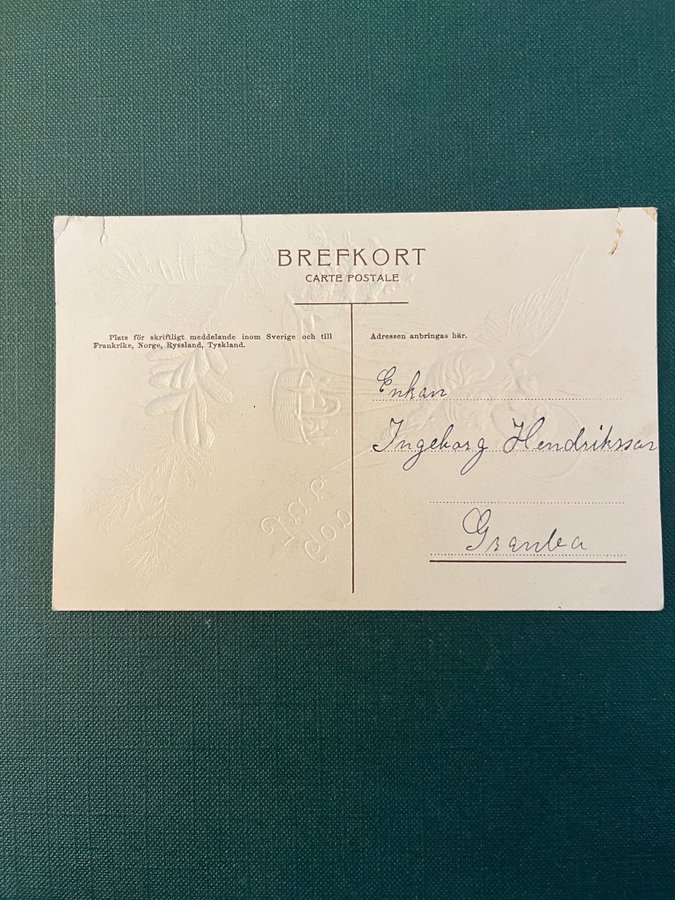 BREFKORT
CARTE POSTALE
Plats för skriftligt meddelande inom Sverige och till
Frankrike, Norge, Ryssland, Tyskland.
Adressen anbringas här.
Enkan
Ingeborg Hendriksson